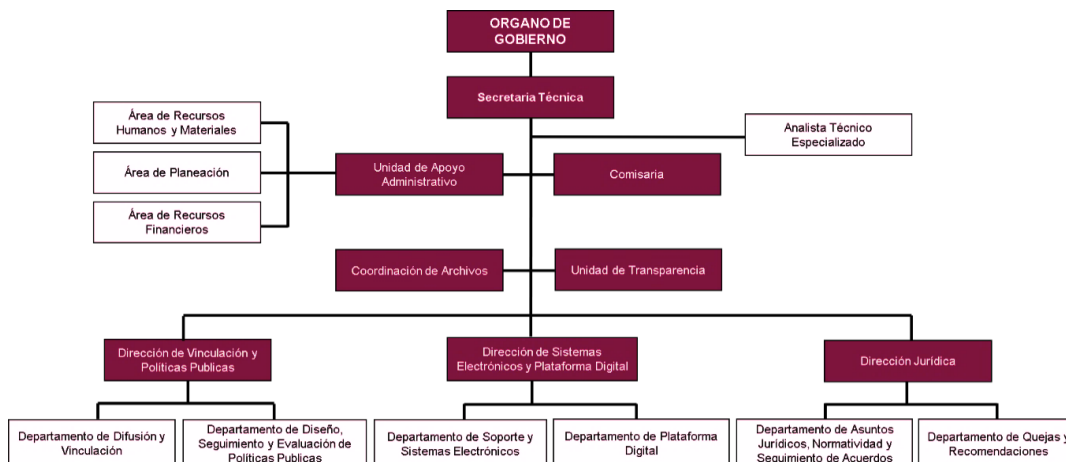 ORGANO DE
GOBIERNO
Secretaria Técnica
Analista Técnico
Especializado
Área de Recursos
Humanos y Materiales
Área de Planeación
Área de Recursos
Financieros
Unidad de Apoyo
Administrativo
Comisaria
Coordinación de Archivos
Unidad de Transparencia
Dirección de Vinculación y
Políticas Publicas
Dirección de Sistemas
Electrónicos y Plataforma Digital
Dirección Jurídica
Departamento de Difusión y
Vinculación
Departamento de Diseño,
Seguimiento y Evaluación de
Políticas Publicas
Departamento de Soporte y
Sistemas Electrónicos
Departamento de Plataforma
Digital
Departamento de Asuntos
Jurídicos, Normatividad y
Seguimiento de Acuerdos
Departamento de Quejas y
Recomendaciones